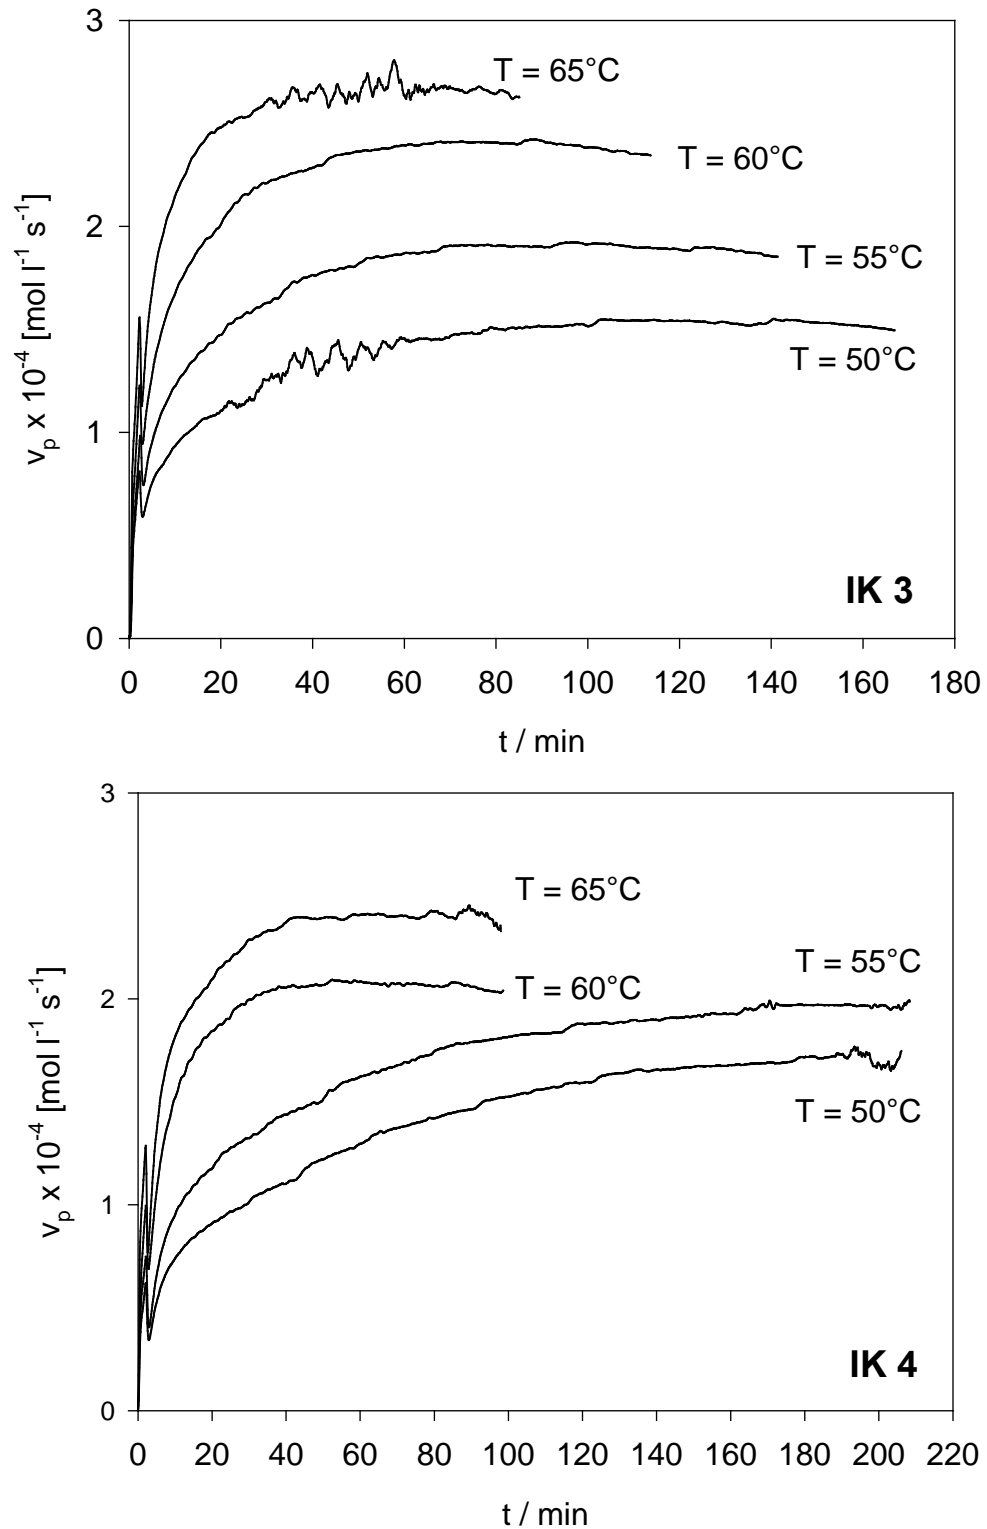 3
T = 65°C
T = 60°C
2
T = 55°C
T = 50°C
1
IK 3
0
0 20 40 60 80 100 120 140 160 180
t / min
vp x 10-4 [mol l-1 s-1]
3
T = 65°C
T = 55°C
T = 60°C
2
T = 50°C
1
IK 4
0
0 20 40 60 80 100 120 140 160 180 200 220
t / min
vp x 10-4 [mol l-1 s-1]